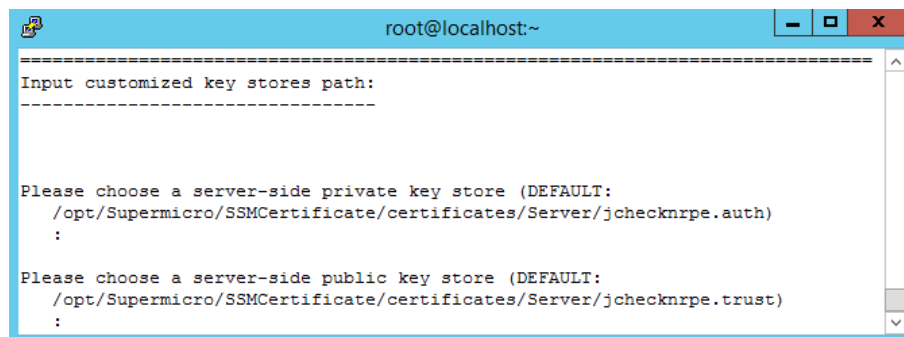 root@localhost:~
================================================================================
Input customized key stores path:
---------------------------------
Please choose a server-side private key store (DEFAULT:
/opt/Supermicro/SSMCertificate/certificates/Server/jchecknrpe.auth)
:
Please choose a server-side public key store (DEFAULT:
/opt/Supermicro/SSMCertificate/certificates/Server/jchecknrpe.trust)
: